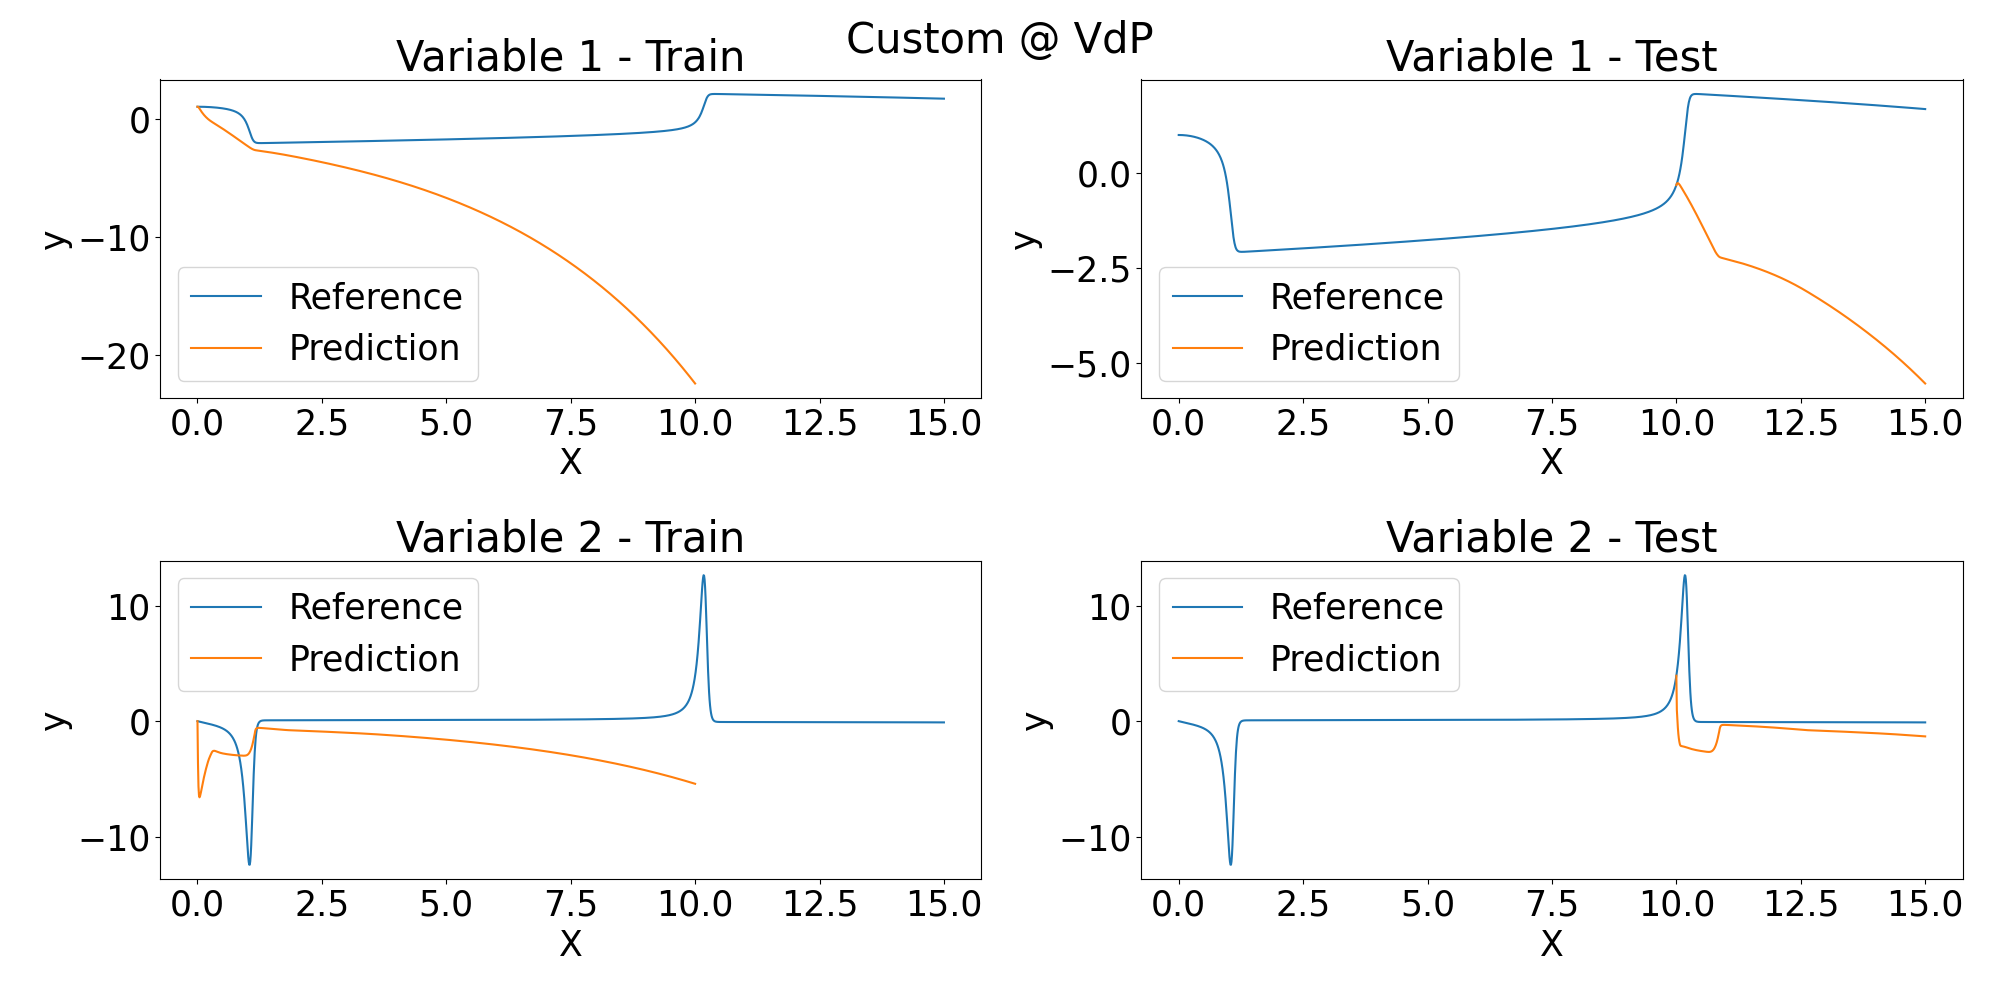 Custom @ VdP
Variable 1 - Train
0
−10
−20
y
Reference
Prediction
0.0 2.5 5.0 7.5 10.0 12.5 15.0
X
Variable 1 - Test
0.0
−2.5
−5.0
y
Reference
Prediction
0.0 2.5 5.0 7.5 10.0 12.5 15.0
X
Variable 2 - Train
10
0
−10
y
Reference
Prediction
0.0 2.5 5.0 7.5 10.0 12.5 15.0
X
Variable 2 - Test
10
0
−10
y
Reference
Prediction
0.0 2.5 5.0 7.5 10.0 12.5 15.0
X